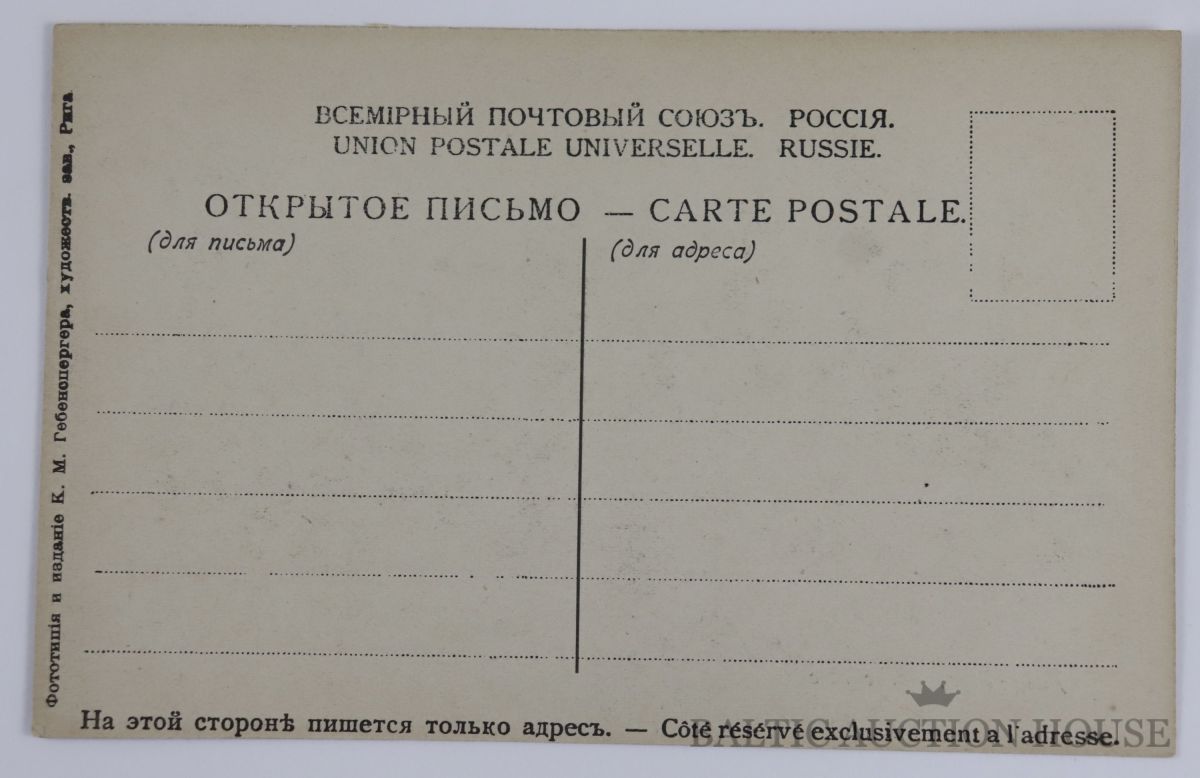 ВСЕМІРНЫЙ ПОЧТОВЫЙ СОЮЗЪ. РОССІЯ.
UNION POSTALE UNIVERSELLE. RUSSIE.
ОТКРЫТОЕ ПИСЬМО — CARTE POSTALE.
(для письма) (для адреса)
Фототипія и изданіе К. М. Гебенспергера, художеств. зав., Рига
На этой сторонѣ пишется только адресъ. — Côté réservé exclusivement a l'adresse.
BALTIC AUCTION HOUSE